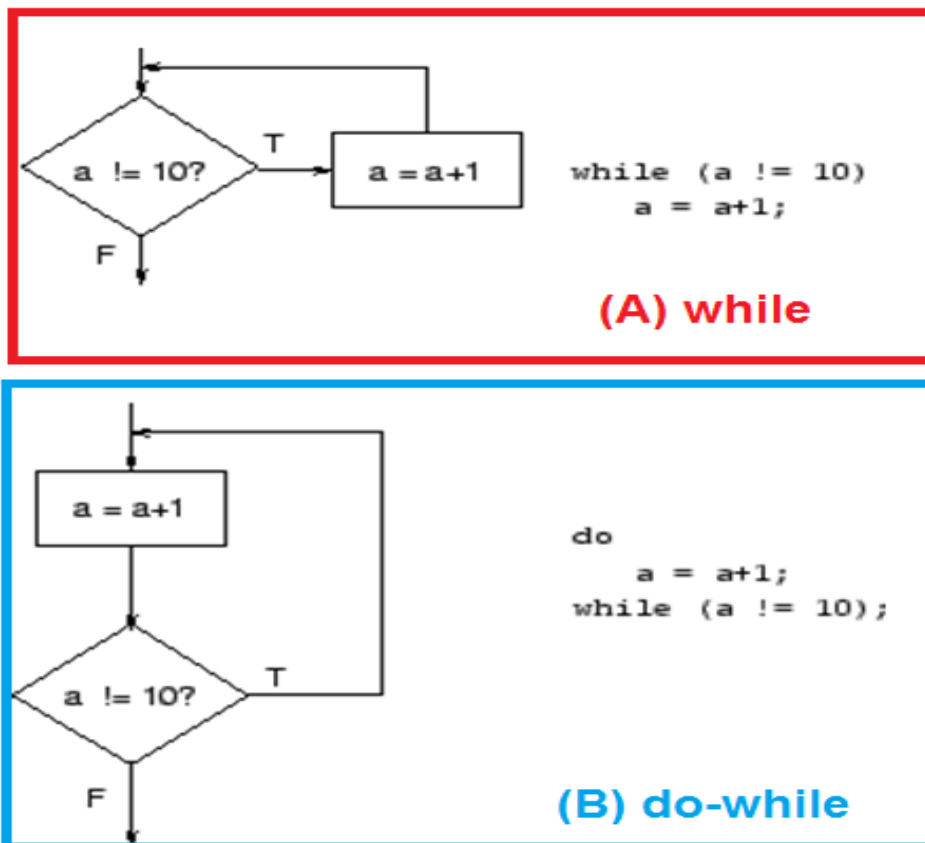 a != 10?
T
a = a+1
F
while (a != 10)
a = a+1;
(A) while
a = a+1
a != 10?
T
F
do
a = a+1;
while (a != 10);
(B) do-while